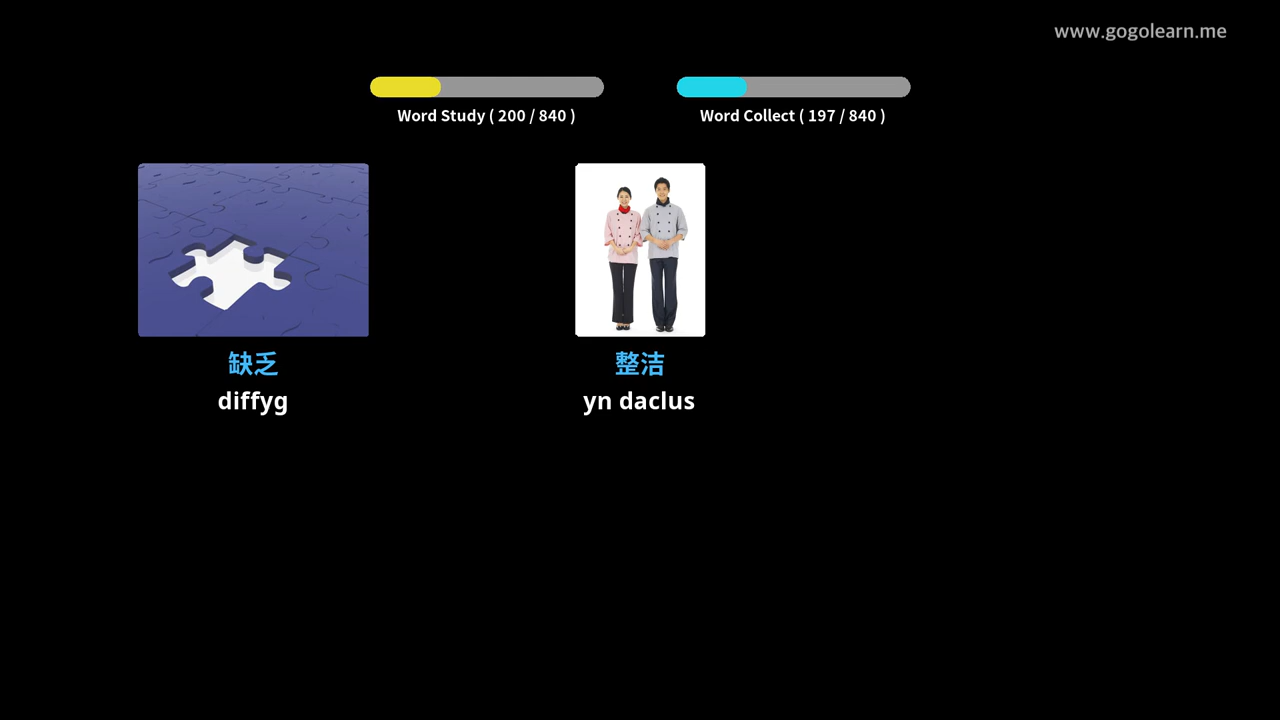 www.gogolearn.me
Word Study ( 200 / 840 )
Word Collect ( 197 / 840 )
缺乏
diffyg
整洁
yn daclus